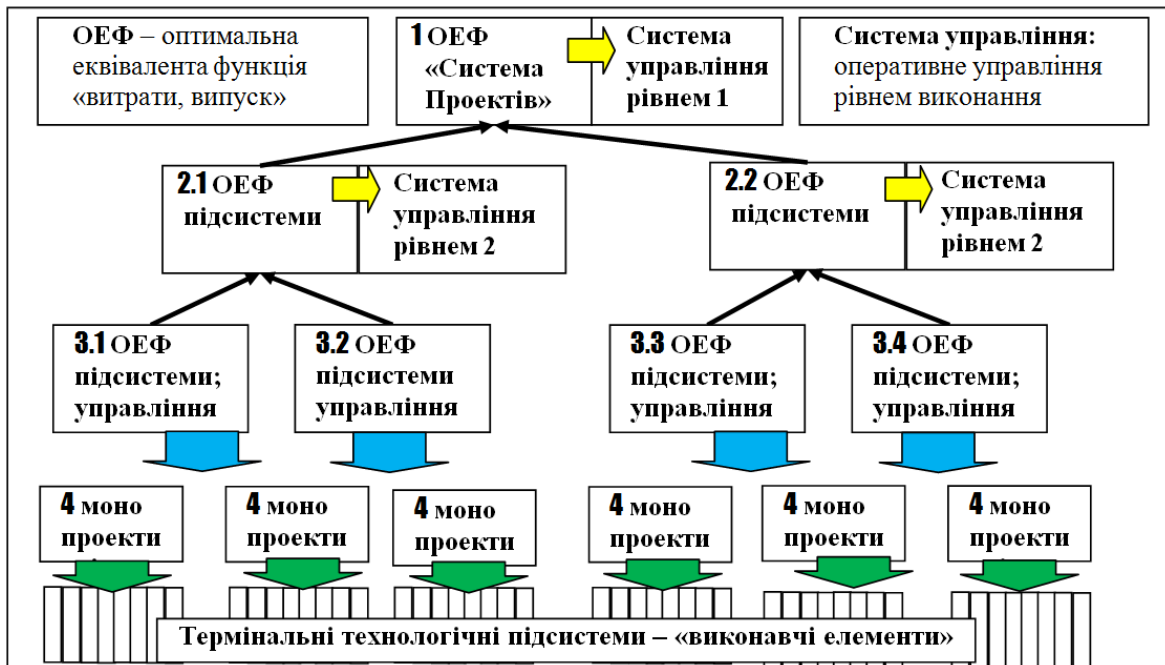 ОЕФ – оптимальна
еквівалента функція
«витрати, випуск»
1 ОЕФ
«Система
Проектів»
Система
управління
рівнем 1
Система управління:
оперативне управління
рівнем виконання
2.1 ОЕФ
підсистеми
Система
управління
рівнем 2
2.2 ОЕФ
підсистеми
Система
управління
рівнем 2
3.1 ОЕФ
підсистеми;
управління
3.2 ОЕФ
підсистеми
управління
3.3 ОЕФ
підсистеми;
управління
3.4 ОЕФ
підсистеми;
управління
4 моно
проекти
4 моно
проекти
4 моно
проекти
4 моно
проекти
4 моно
проекти
4 моно
проекти
Термінальні технологічні підсистеми – «виконавчі елементи»